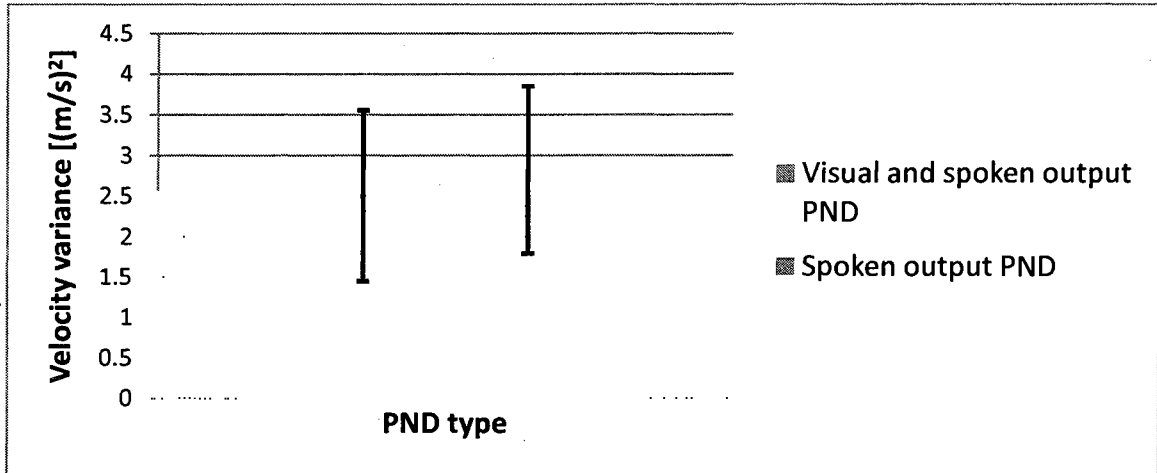 Velocity variance [(m/s)²]
4.5
4
3.5
3
2.5
2
1.5
1
0.5
0
PND type
Visual and spoken output
PND
Spoken output PND